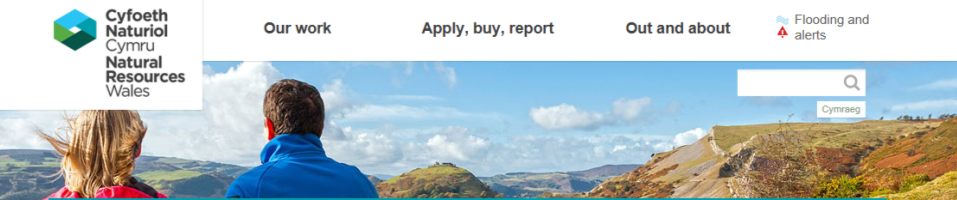 Cyfoeth
Naturiol
Cymru
Natural
Resources
Wales
Our work
Apply, buy, report
Out and about
Flooding and
alerts
Cymraeg